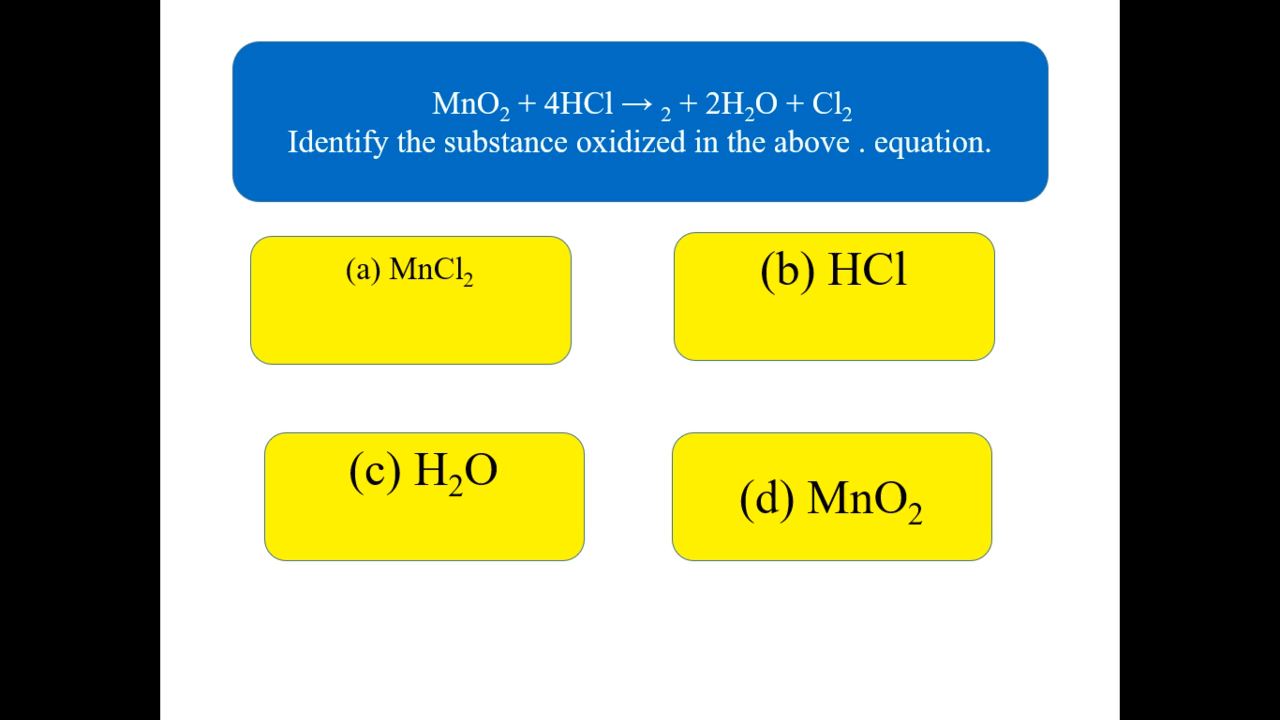 MnO₂ + 4HCl → ₂ + 2H₂O + Cl₂
Identify the substance oxidized in the above . equation.
(a) MnCl₂
(b) HCl
(c) H₂O
(d) MnO₂